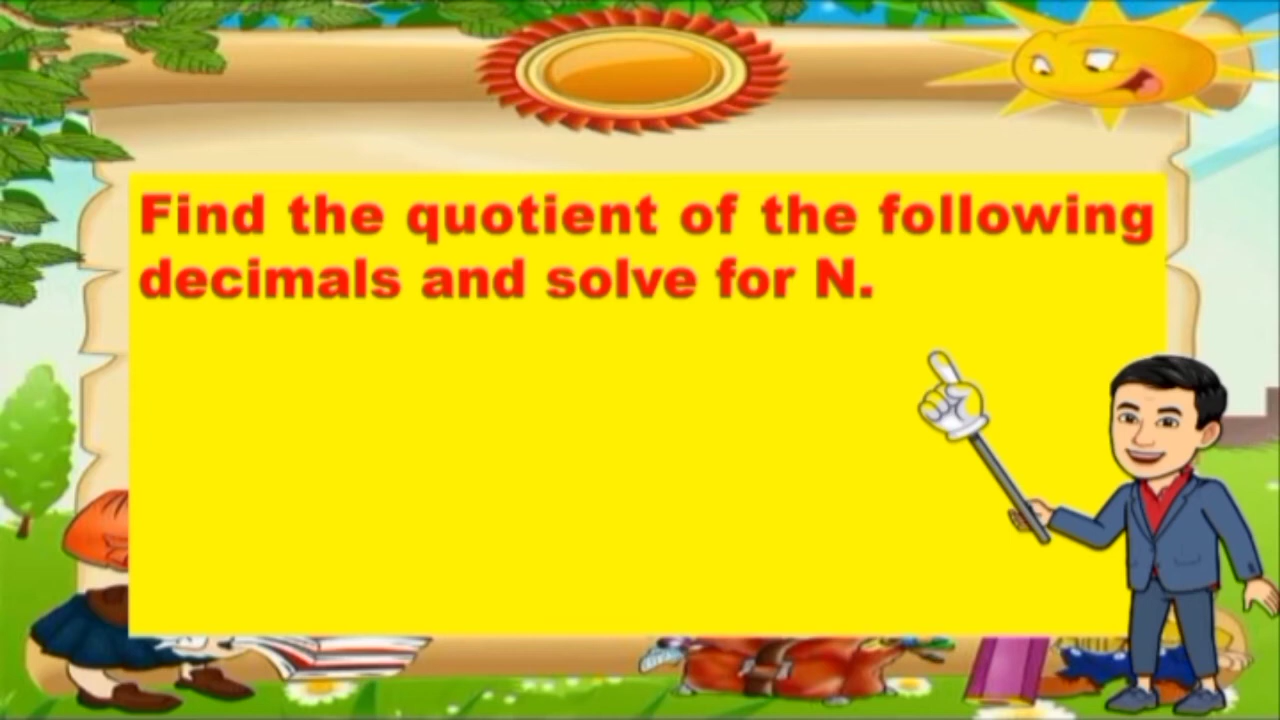 Find the quotient of the following
decimals and solve for N.